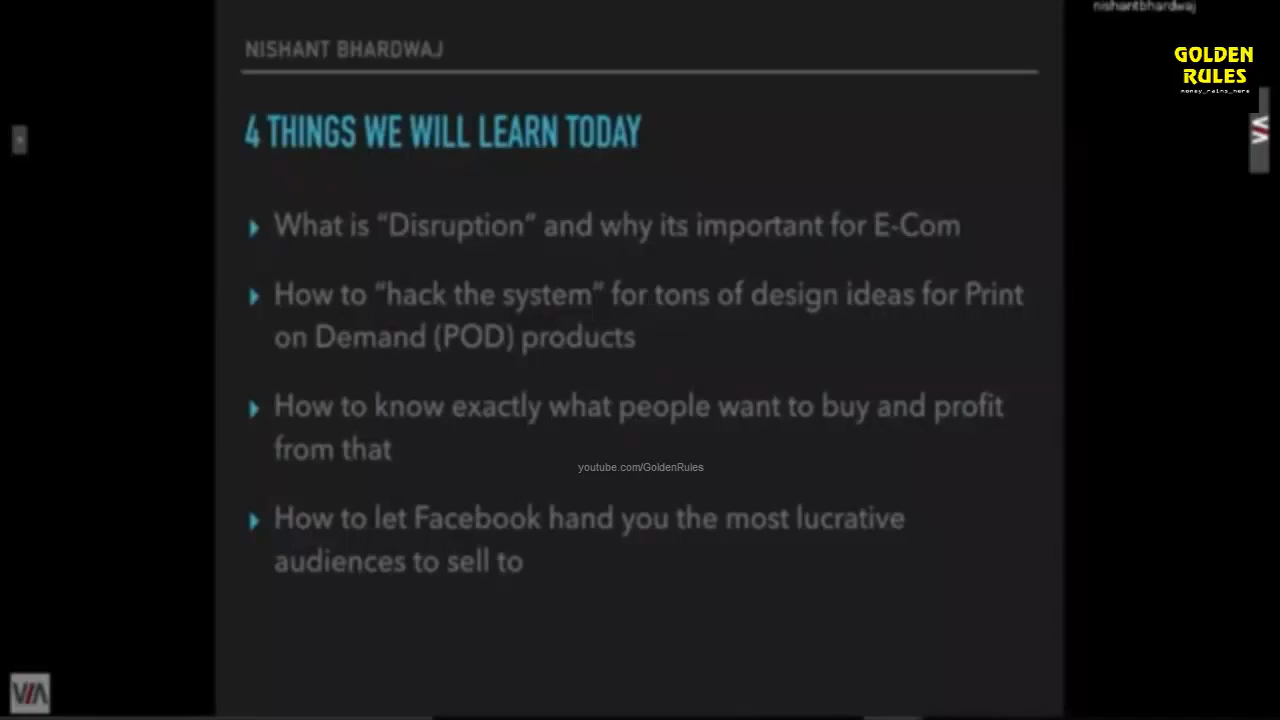 nishantbhardwaj
NISHANT BHARDWAJ
GOLDEN
RULES
money_rains_here
4 THINGS WE WILL LEARN TODAY
VIA
What is “Disruption” and why its important for E-Com
How to “hack the system” for tons of design ideas for Print
on Demand (POD) products
How to know exactly what people want to buy and profit
from that
youtube.com/GoldenRules
How to let Facebook hand you the most lucrative
audiences to sell to
VIA